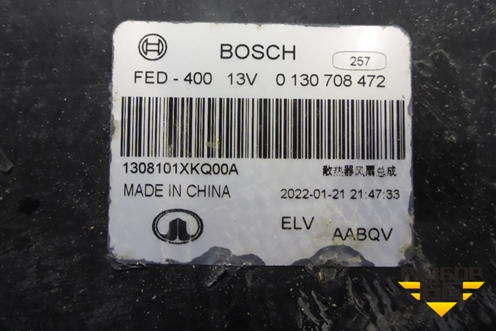 BOSCH 257
FED - 400 13V 0 130 708 472
1308101XKQ00A 散热器风扇总成
MADE IN CHINA 2022-01-21 21:47:33
ELV AABQV